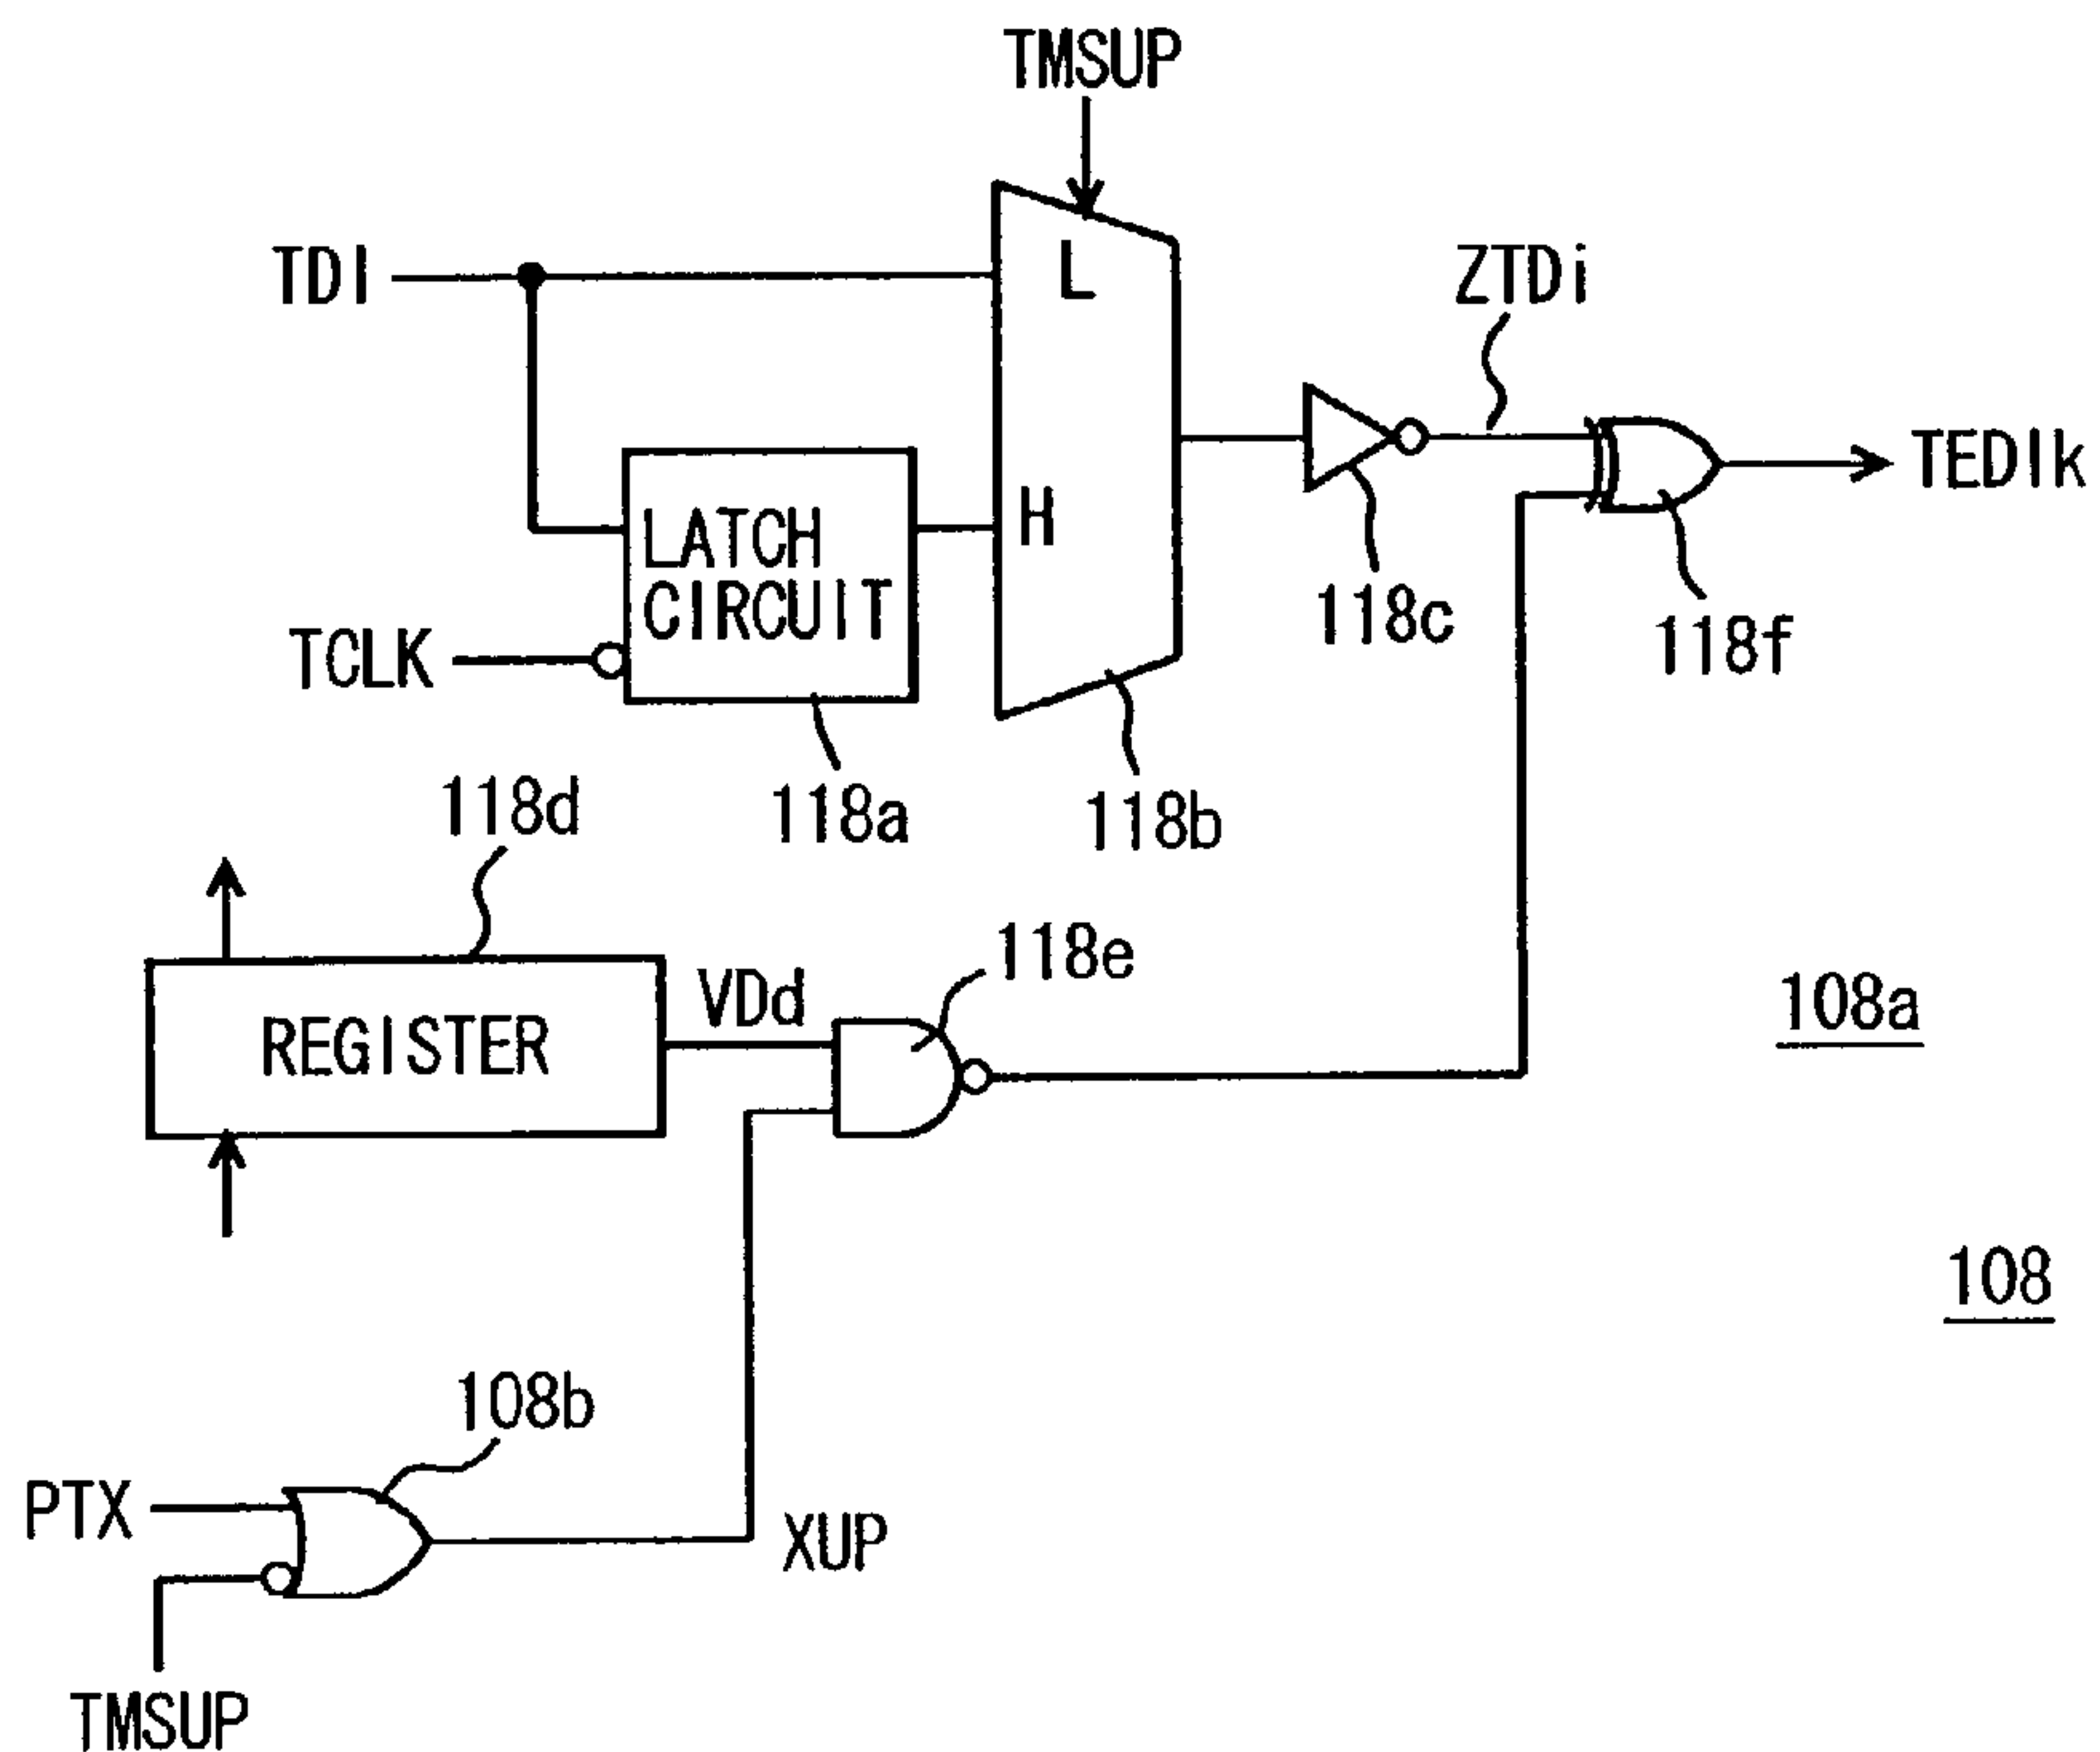 TMSUP
TDI
L
ZTDi
TEDIk
H
LATCH
CIRCUIT
TCLK
118c
118f
118d
118a
118b
118e
VDd
REGISTER
108a
108
108b
PTX
XUP
TMSUP